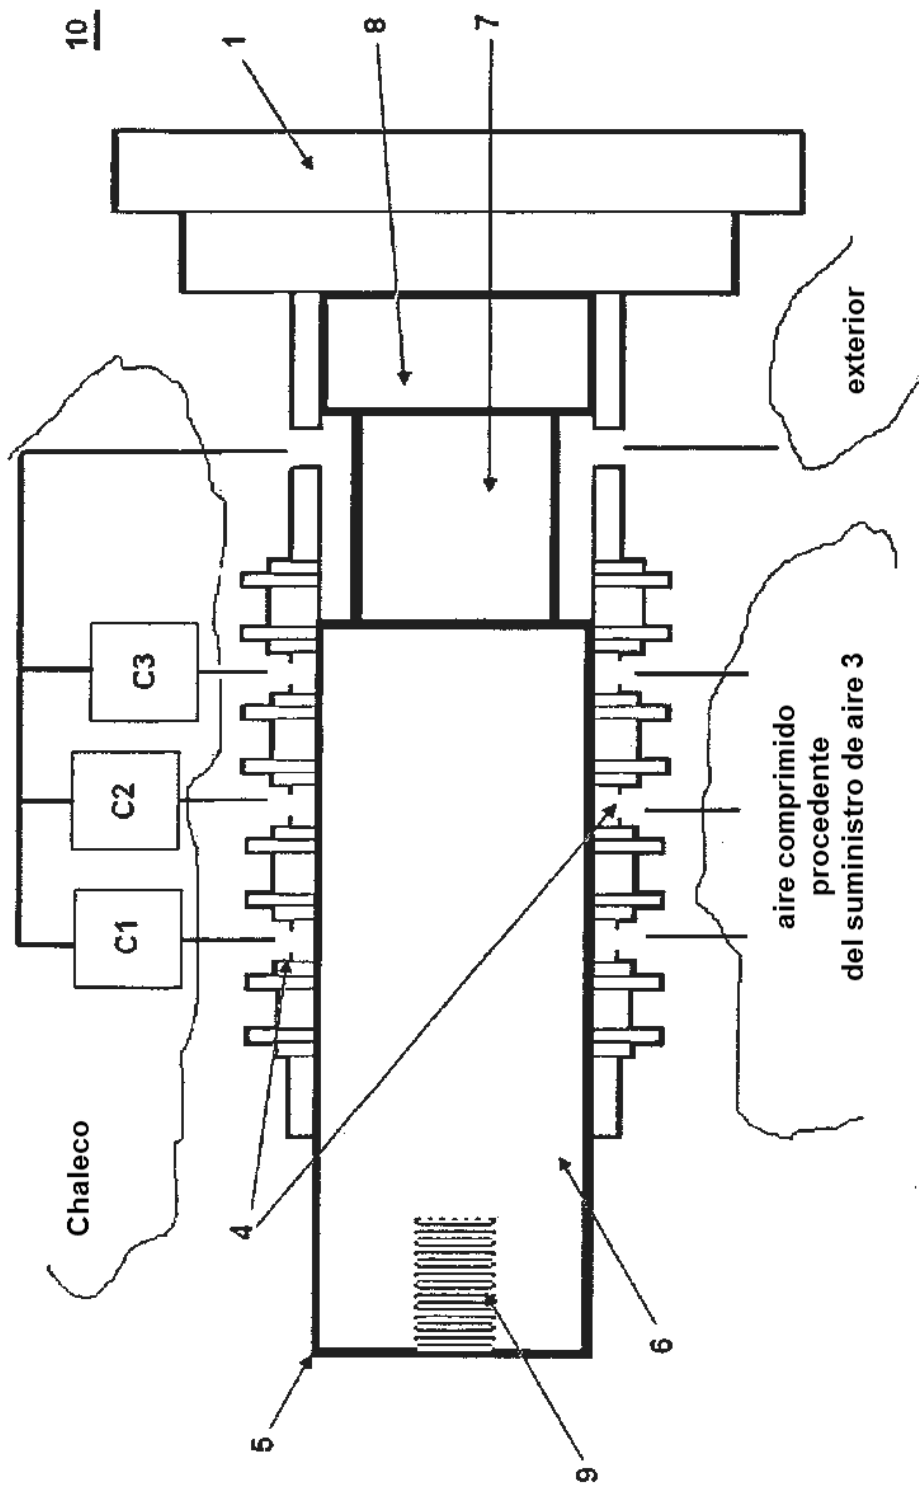 10
1
8
7
exterior
C3
C2
C1
Chaleco
aire comprimido
procedente
del suministro de aire 3
4
5
6
9